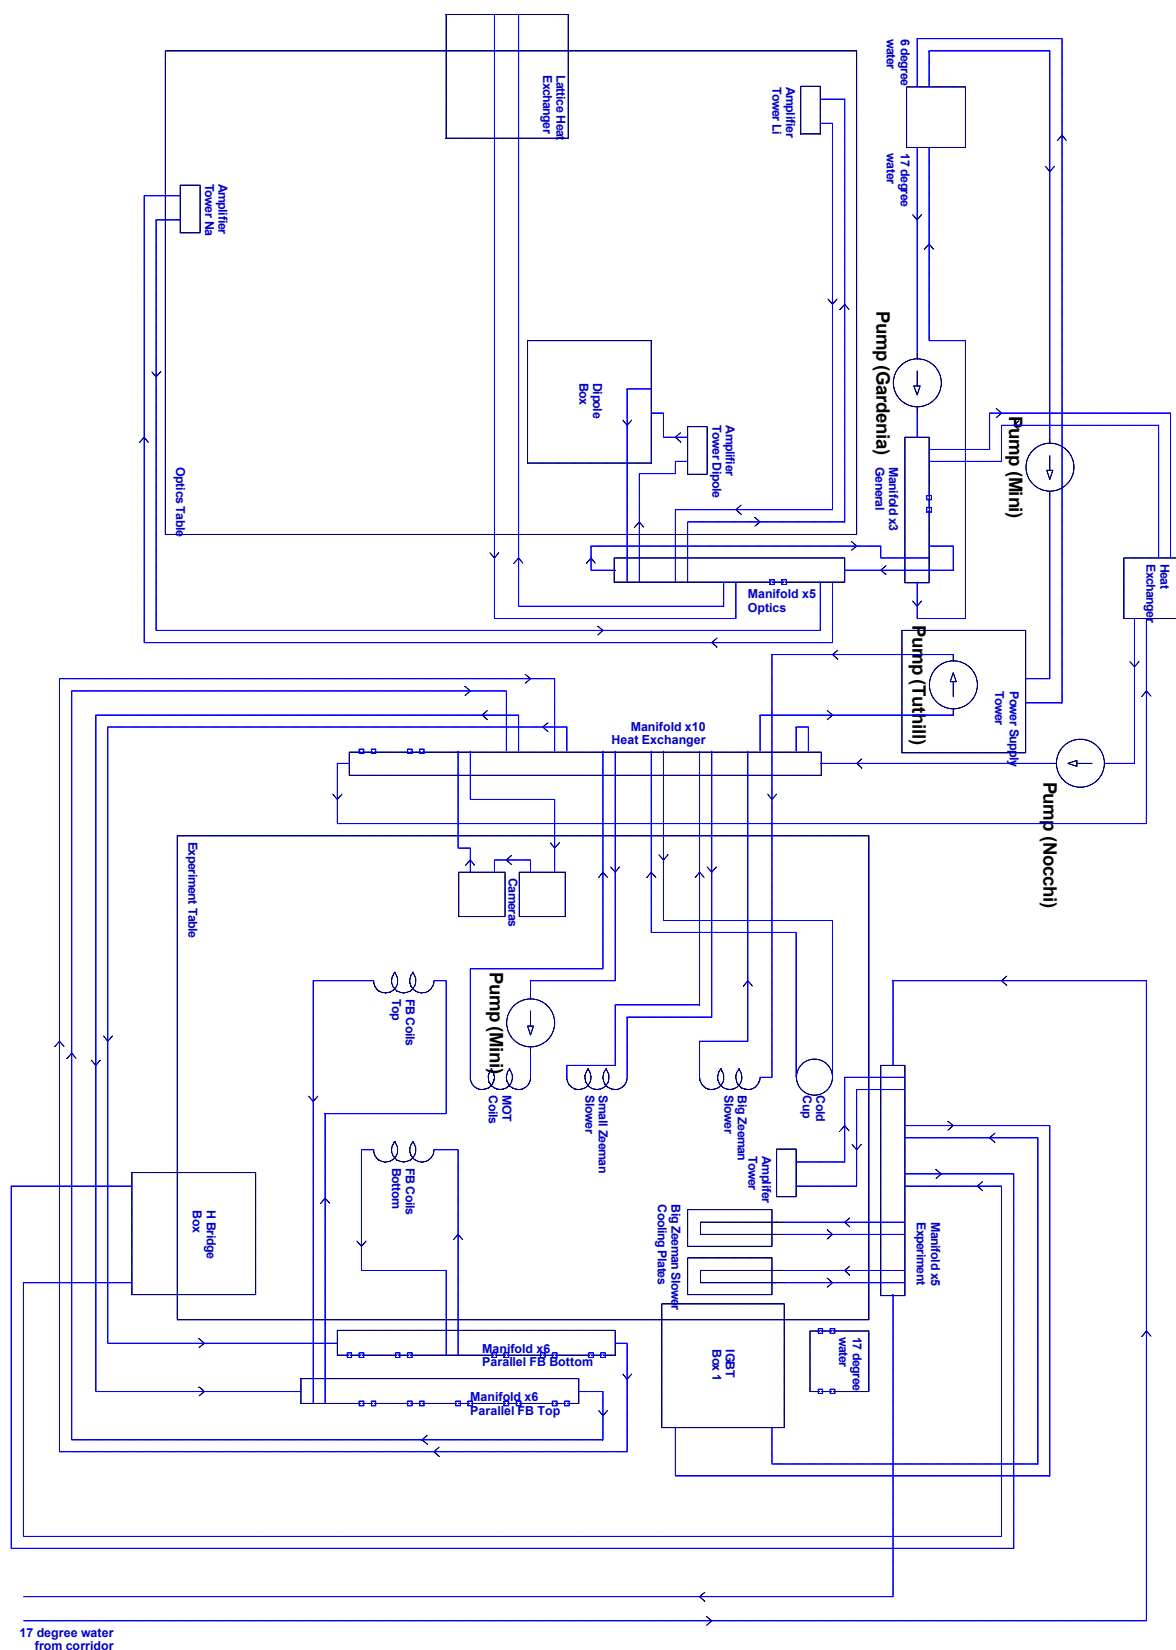 6 degree
water
Lattice Heat
Exchanger
Amplifier
Tower Li
17 degree
water
Amplifier
Tower Na
Pump (Gardenia)
Dipole
Box
Amplifier
Tower Dipole
Pump (Mini)
Optics Table
Manifold x3
General
Heat
Exchanger
Manifold x5
Optics
Pump (Tuthill)
Power Supply
Tower
Manifold x10
Heat Exchanger
Pump (Nocchi)
Experiment Table
Cameras
FB Coils
Top
Pump (Mini)
MOT
Coils
Small Zeeman
Slower
Big Zeeman
Slower
Cold
Cup
Amplifer
Tower
FB Coils
Bottom
H Bridge
Box
Big Zeeman Slower
Cooling Plates
Manifold x5
Experiment
Manifold x6
Parallel FB Bottom
IGBT
Box 1
17 degree
water
Manifold x6
Parallel FB Top
17 degree water
from corridor